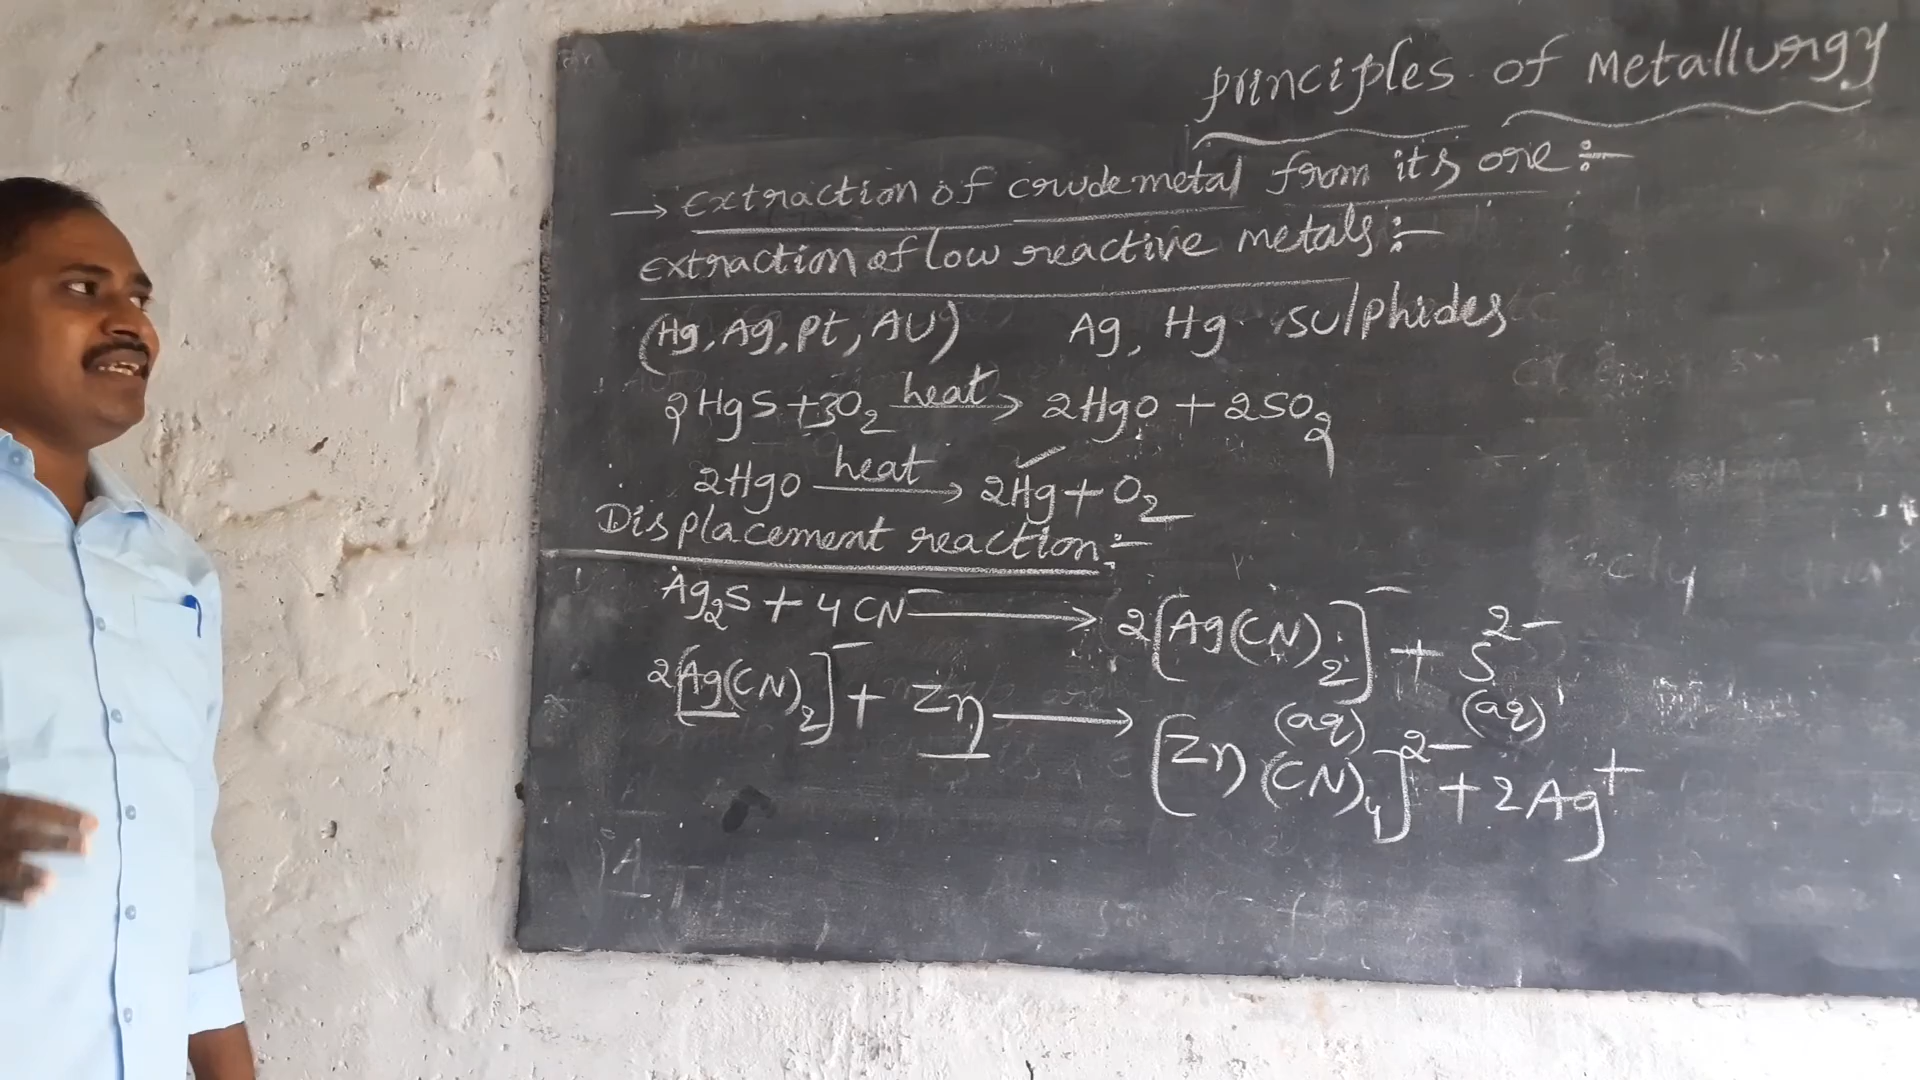 principles of Metallurgy
→ Extraction of crude metal from its ore :-
Extraction of low reactive metals :-
(Hg, Ag, Pt, AU) Ag, Hg sulphides
2HgS + 3O₂ heat→ 2HgO + 2SO₂
2HgO heat→ 2Hg + O₂
Displacement reaction :-
Ag₂S + 4CN⁻ → 2[Ag(CN)₂]⁻ + S²⁻
(aq) (aq)
2[Ag(CN)₂]⁻ + Zn → [Zn(CN)₄]²⁻ + 2Ag⁺